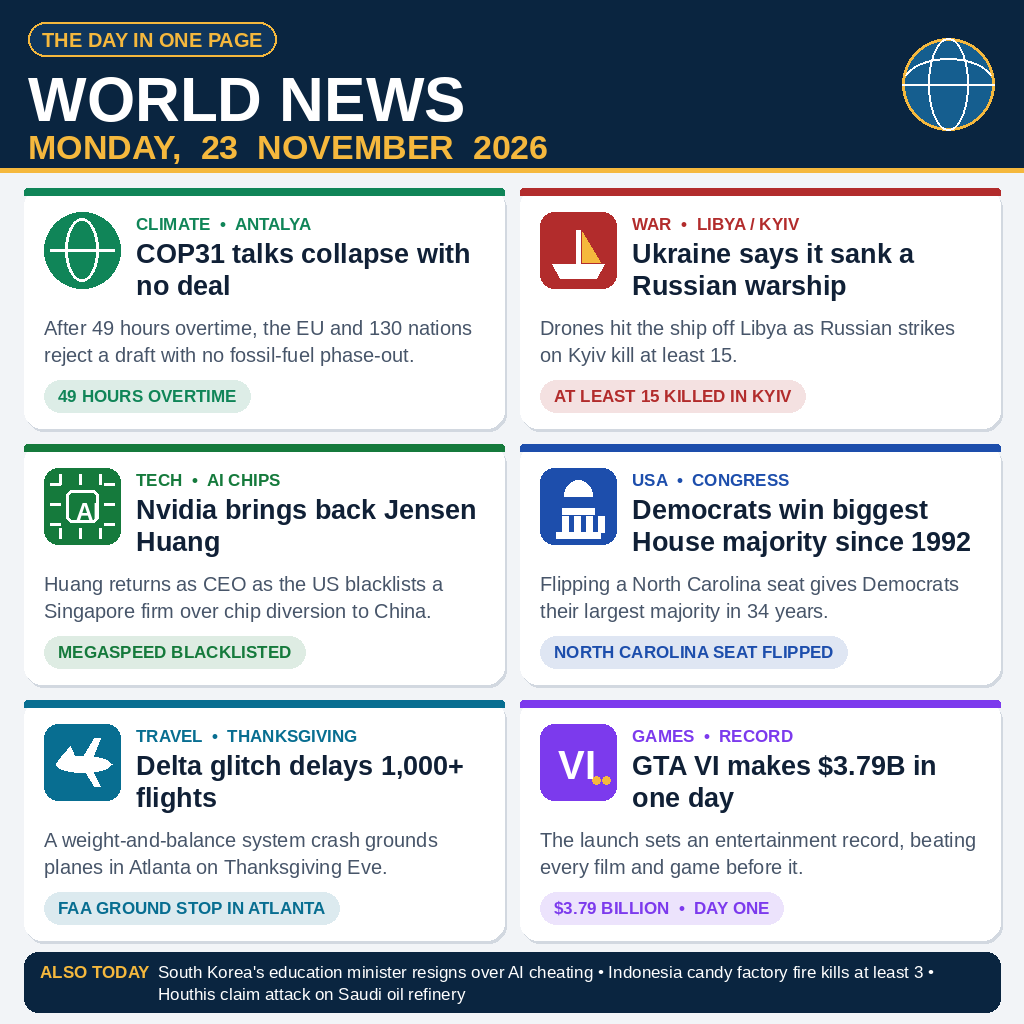 THE DAY IN ONE PAGE
WORLD NEWS
MONDAY, 23 NOVEMBER 2026
CLIMATE • ANTALYA
COP31 talks collapse with
no deal
After 49 hours overtime, the EU and 130 nations
reject a draft with no fossil-fuel phase-out.
49 HOURS OVERTIME
WAR • LIBYA / KYIV
Ukraine says it sank a
Russian warship
Drones hit the ship off Libya as Russian strikes
on Kyiv kill at least 15.
AT LEAST 15 KILLED IN KYIV
AI
TECH • AI CHIPS
Nvidia brings back Jensen
Huang
Huang returns as CEO as the US blacklists a
Singapore firm over chip diversion to China.
MEGASPEED BLACKLISTED
USA • CONGRESS
Democrats win biggest
House majority since 1992
Flipping a North Carolina seat gives Democrats
their largest majority in 34 years.
NORTH CAROLINA SEAT FLIPPED
TRAVEL • THANKSGIVING
Delta glitch delays 1,000+
flights
A weight-and-balance system crash grounds
planes in Atlanta on Thanksgiving Eve.
FAA GROUND STOP IN ATLANTA
VI
GAMES • RECORD
GTA VI makes $3.79B in
one day
The launch sets an entertainment record, beating
every film and game before it.
$3.79 BILLION • DAY ONE
ALSO TODAY South Korea's education minister resigns over AI cheating • Indonesia candy factory fire kills at least 3 •
Houthis claim attack on Saudi oil refinery